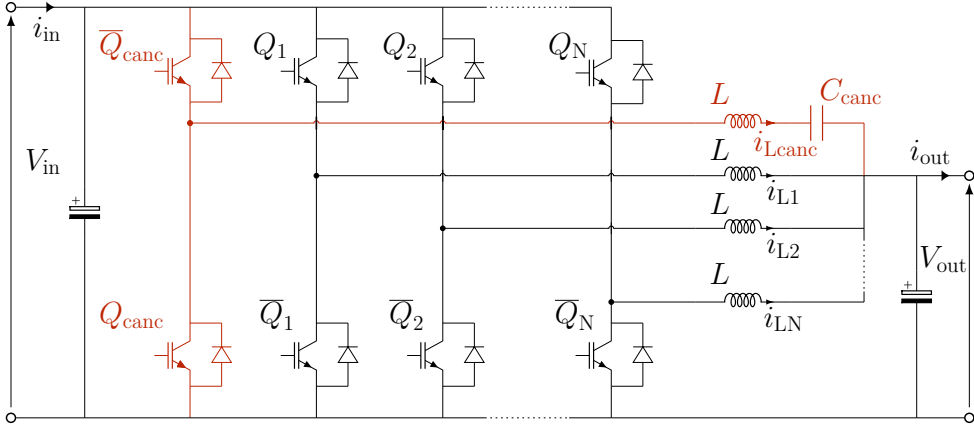 i_in
Q̅_canc
Q_1
Q_2
Q_N
L
C_canc
i_Lcanc
V_in
+
L
i_L1
i_out
L
i_L2
V_out
+
L
i_LN
Q_canc
Q̅_1
Q̅_2
Q̅_N